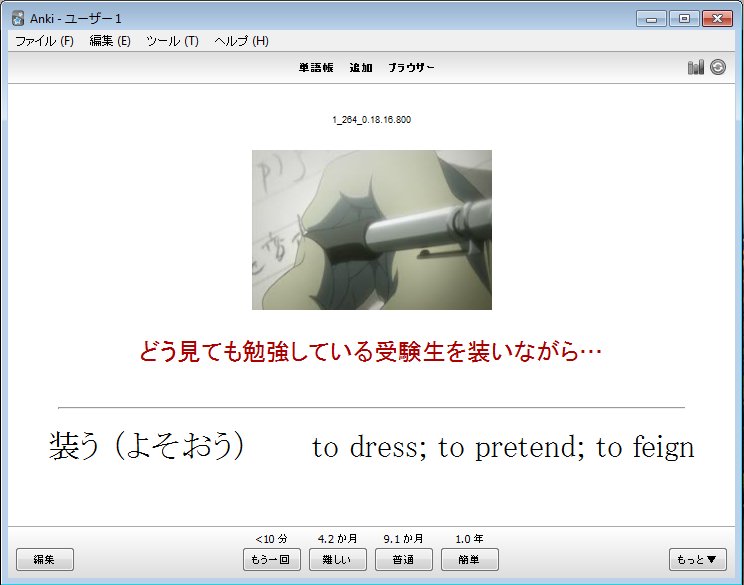 Anki - ユーザー 1
ファイル (F) 編集 (E) ツール (T) ヘルプ (H)
単語帳 追加 ブラウザー
1_264_0.18.16.800
どう見ても勉強している受験生を装いながら…
装う（よそおう） to dress; to pretend; to feign
<10 分 4.2 か月 9.1 か月 1.0 年
編集 もう一回 難しい 普通 簡単 もっと▼